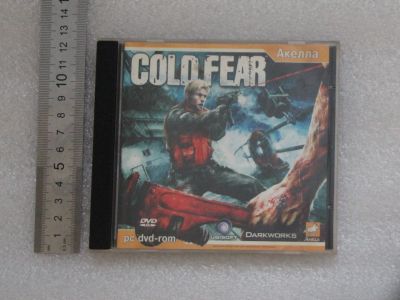 Акелла
COLD FEAR
DVD
pc dvd-rom
UBISOFT
DARKWORKS
1 2 3 4 5 6 7 8 9 10 11 12 13 14